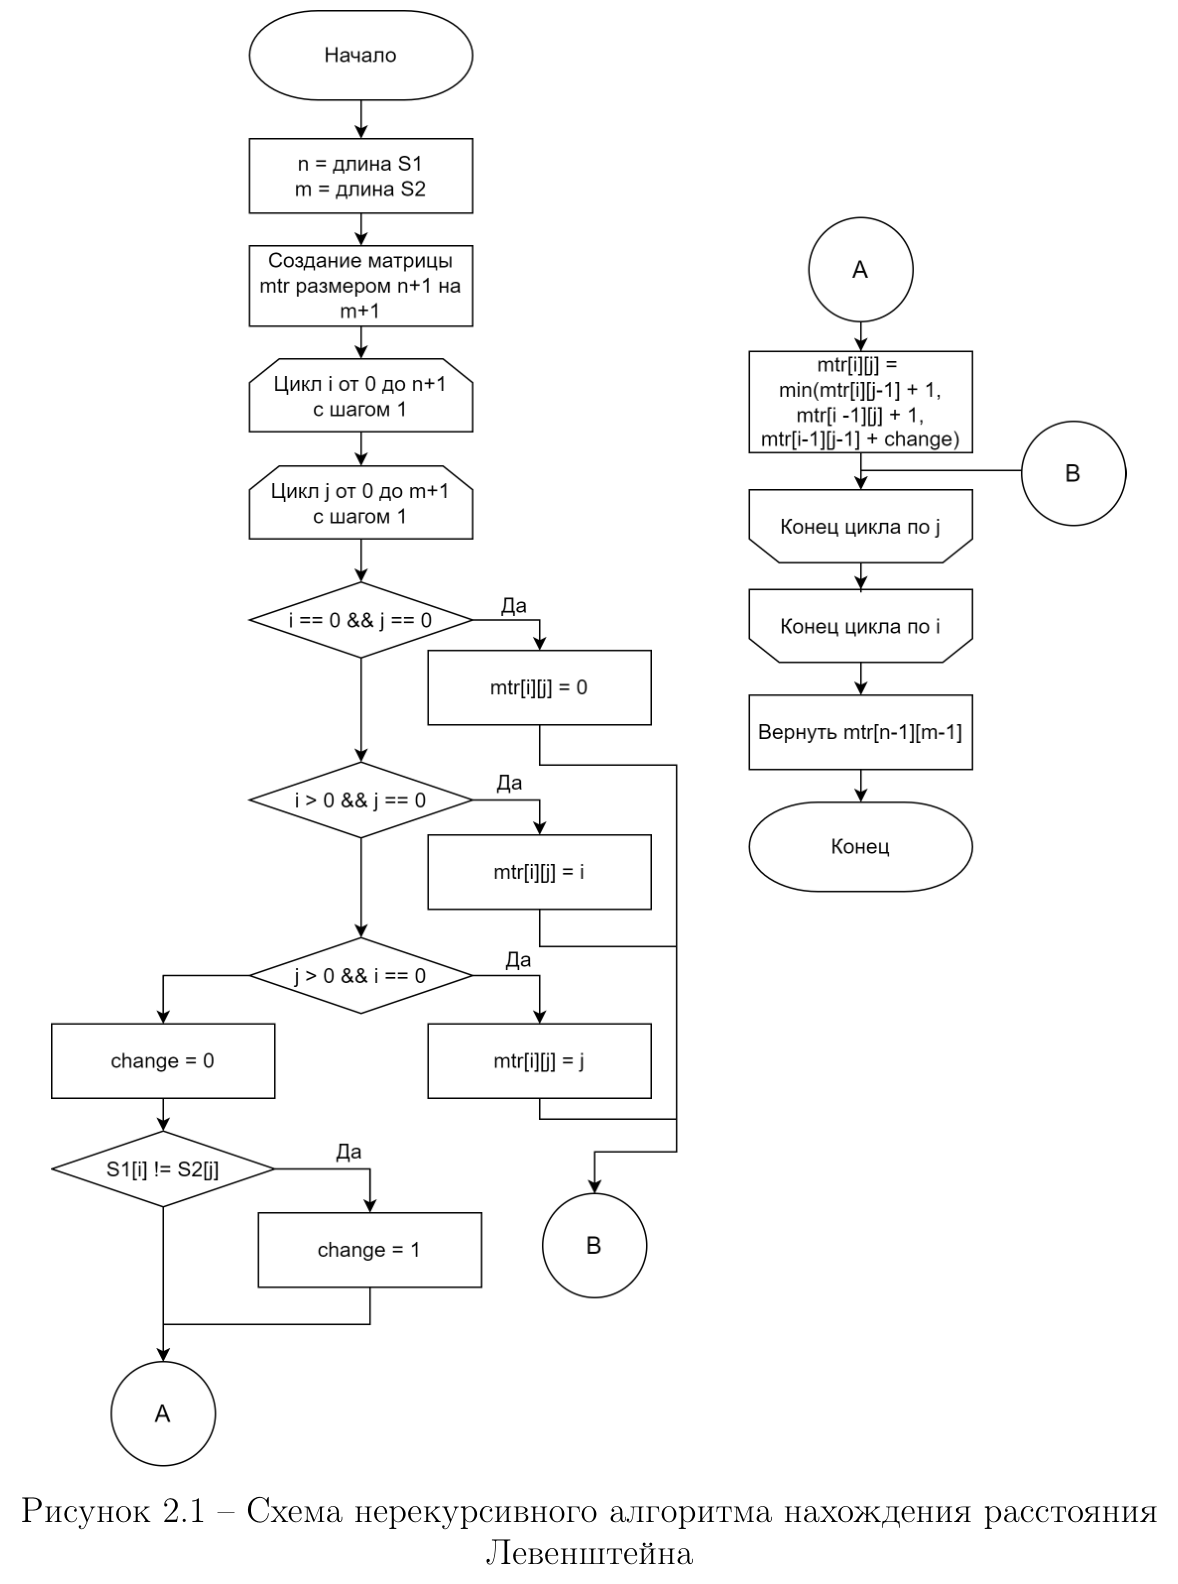 Начало
n = длина S1
m = длина S2
Создание матрицы
mtr размером n+1 на
m+1
Цикл i от 0 до n+1
с шагом 1
Цикл j от 0 до m+1
с шагом 1
i == 0 && j == 0
Да
mtr[i][j] = 0
i > 0 && j == 0
Да
mtr[i][j] = i
j > 0 && i == 0
Да
change = 0
mtr[i][j] = j
S1[i] != S2[j]
Да
change = 1
B
A
A
mtr[i][j] =
min(mtr[i][j-1] + 1,
mtr[i -1][j] + 1,
mtr[i-1][j-1] + change)
B
Конец цикла по j
Конец цикла по i
Вернуть mtr[n-1][m-1]
Конец
Рисунок 2.1 – Схема нерекурсивного алгоритма нахождения расстояния
Левенштейна